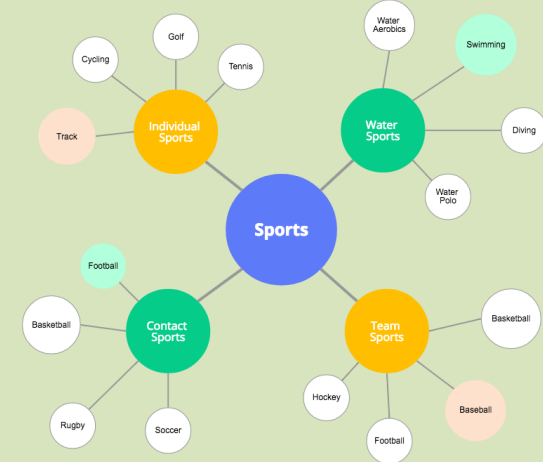 Water
Aerobics
Golf
Swimming
Cycling
Tennis
Individual
Sports
Water
Sports
Track
Diving
Water
Polo
Sports
Football
Basketball
Contact
Sports
Team
Sports
Basketball
Hockey
Baseball
Rugby
Soccer
Football